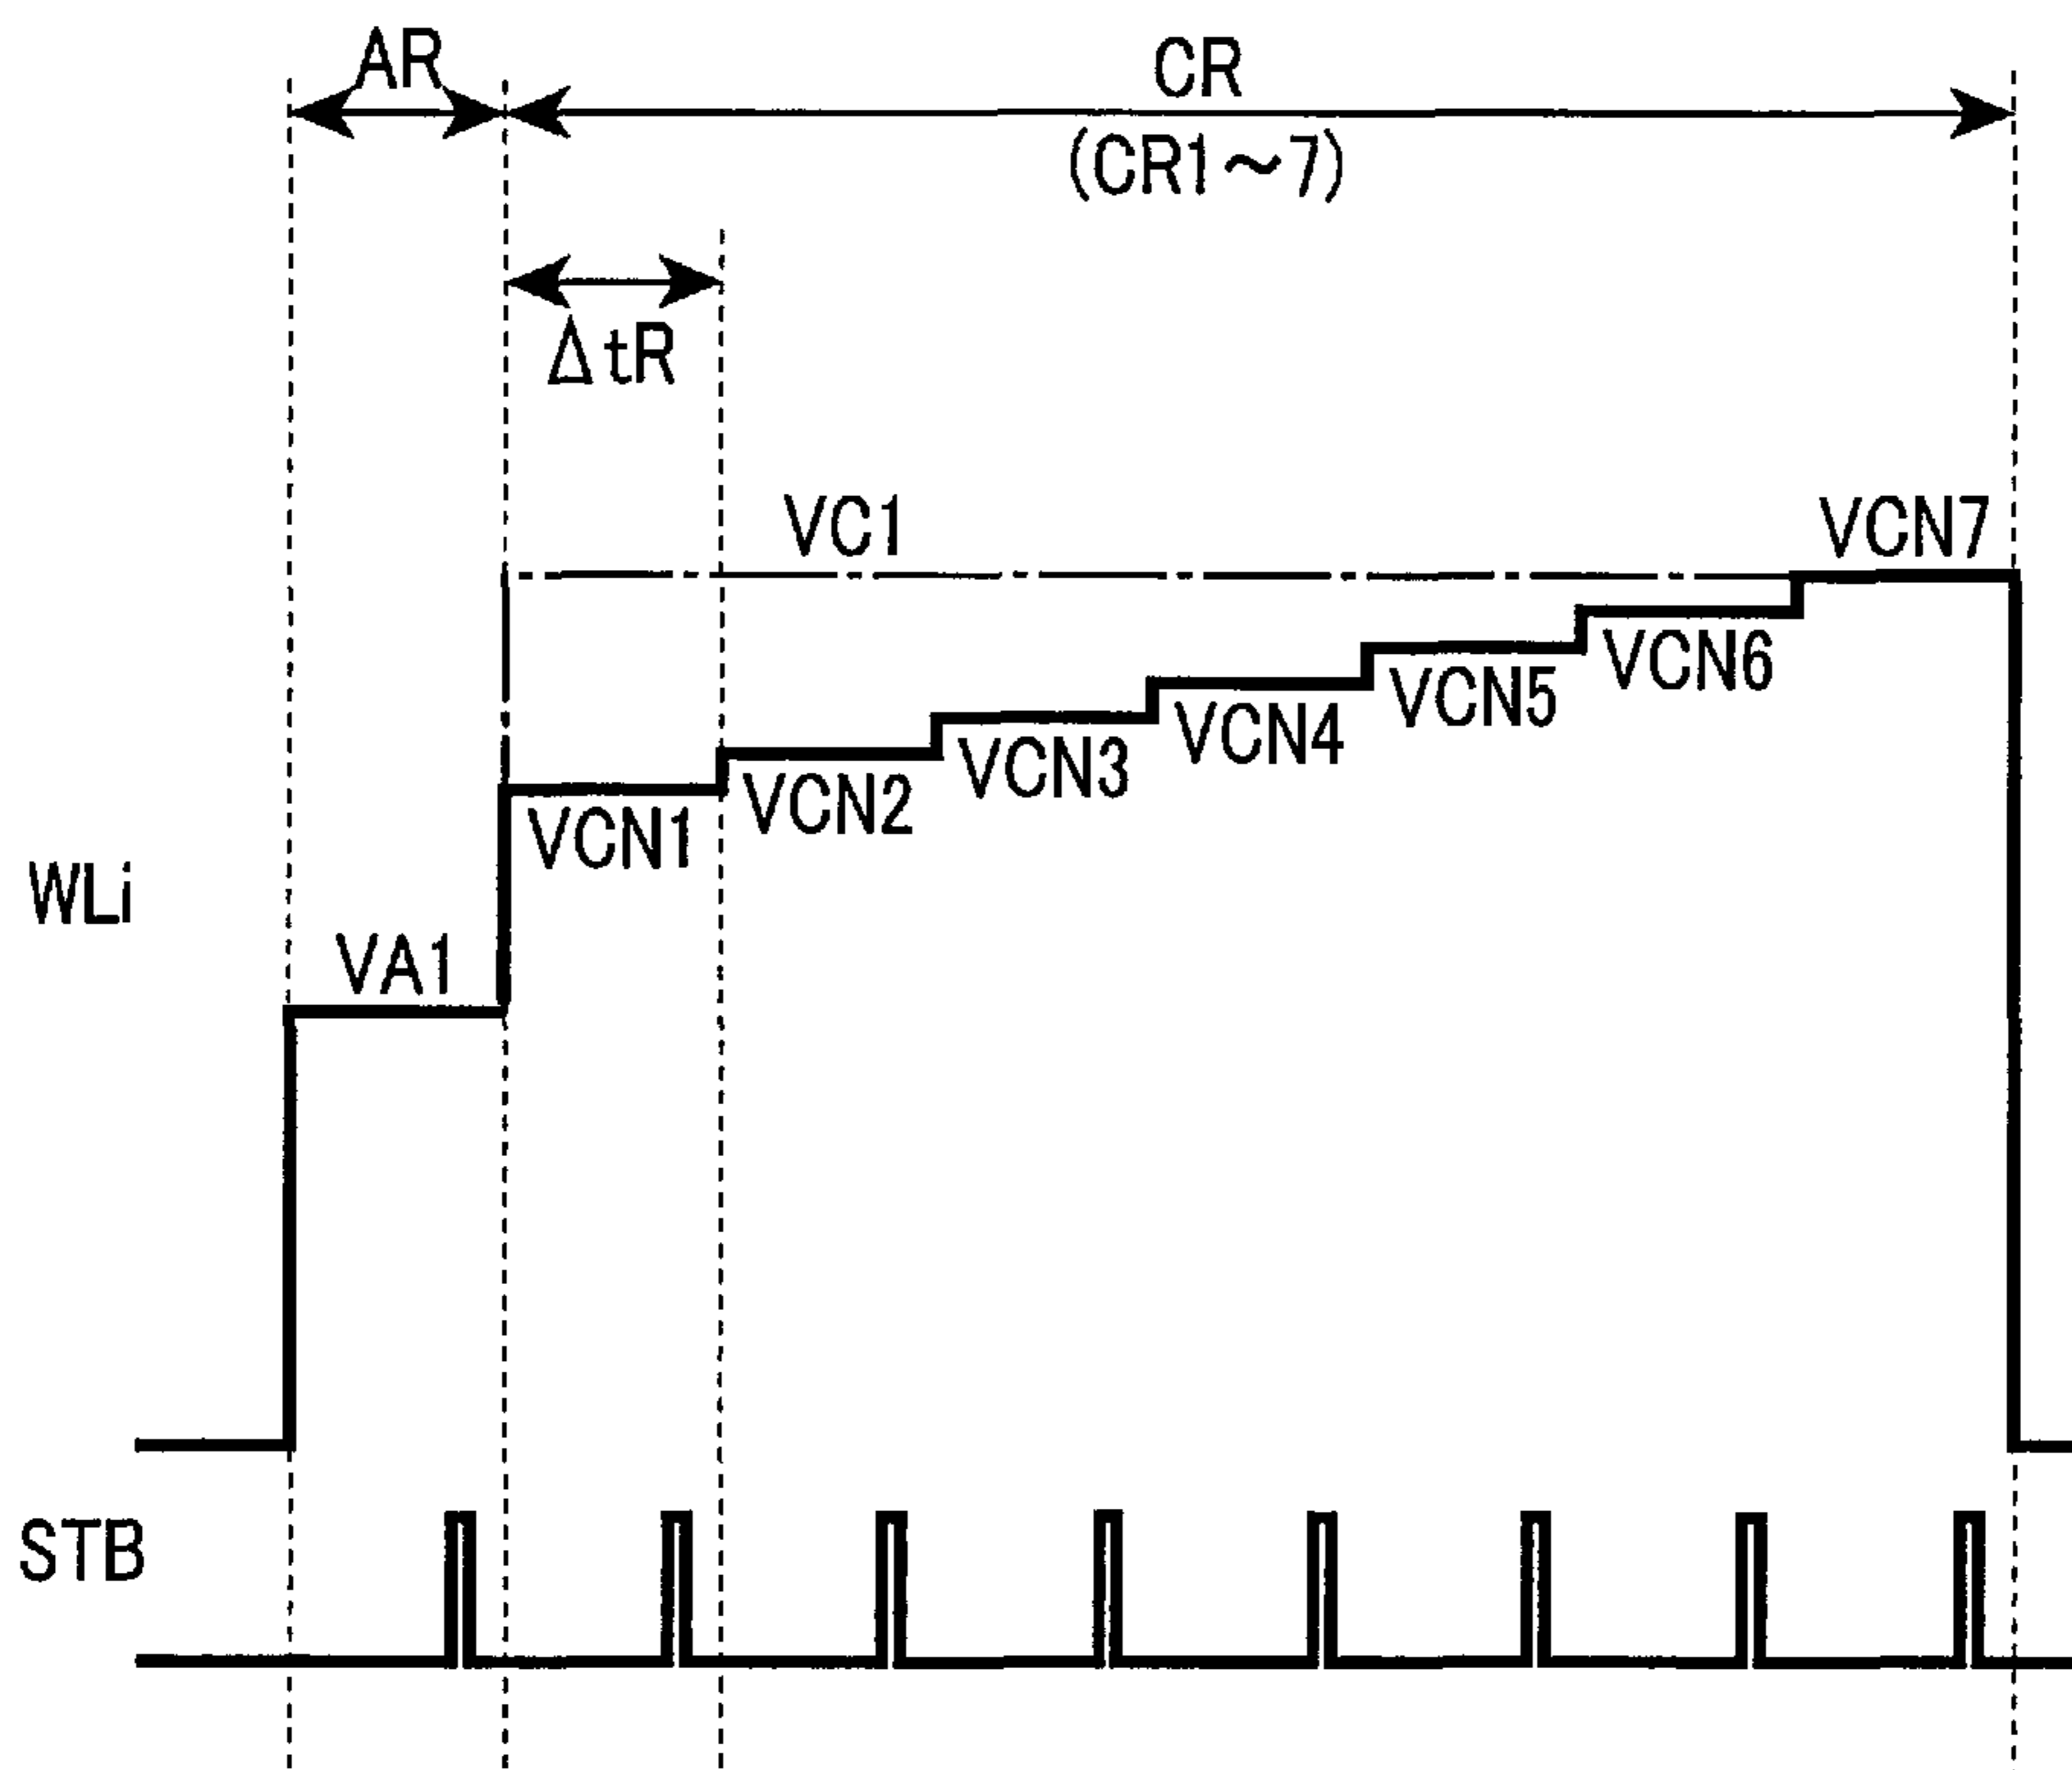 AR
CR
(CR1～7)
ΔtR
VC1
VCN7
VCN6
VCN5
VCN4
VCN3
VCN2
VCN1
WLi
VA1
STB